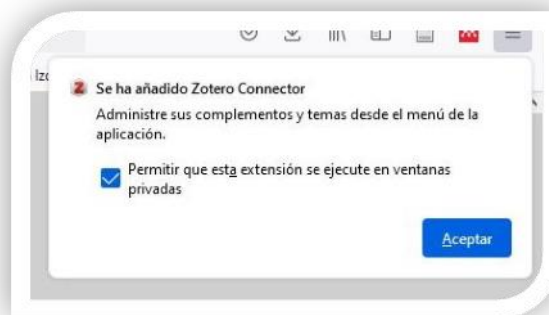 Izq
Se ha añadido Zotero Connector
Administre sus complementos y temas desde el menú de la
aplicación.
Permitir que esta extensión se ejecute en ventanas
privadas
Aceptar